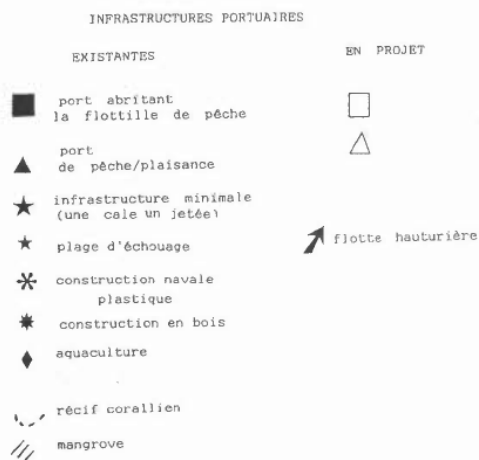 INFRASTRUCTURES PORTUAIRES
EXISTANTES
EN PROJET
port abritant
la flottille de pêche
port
de pêche/plaisance
infrastructure minimale
(une cale un jetée)
plage d'échouage
flotte hauturière
construction navale
plastique
construction en bois
aquaculture
récif corallien
mangrove